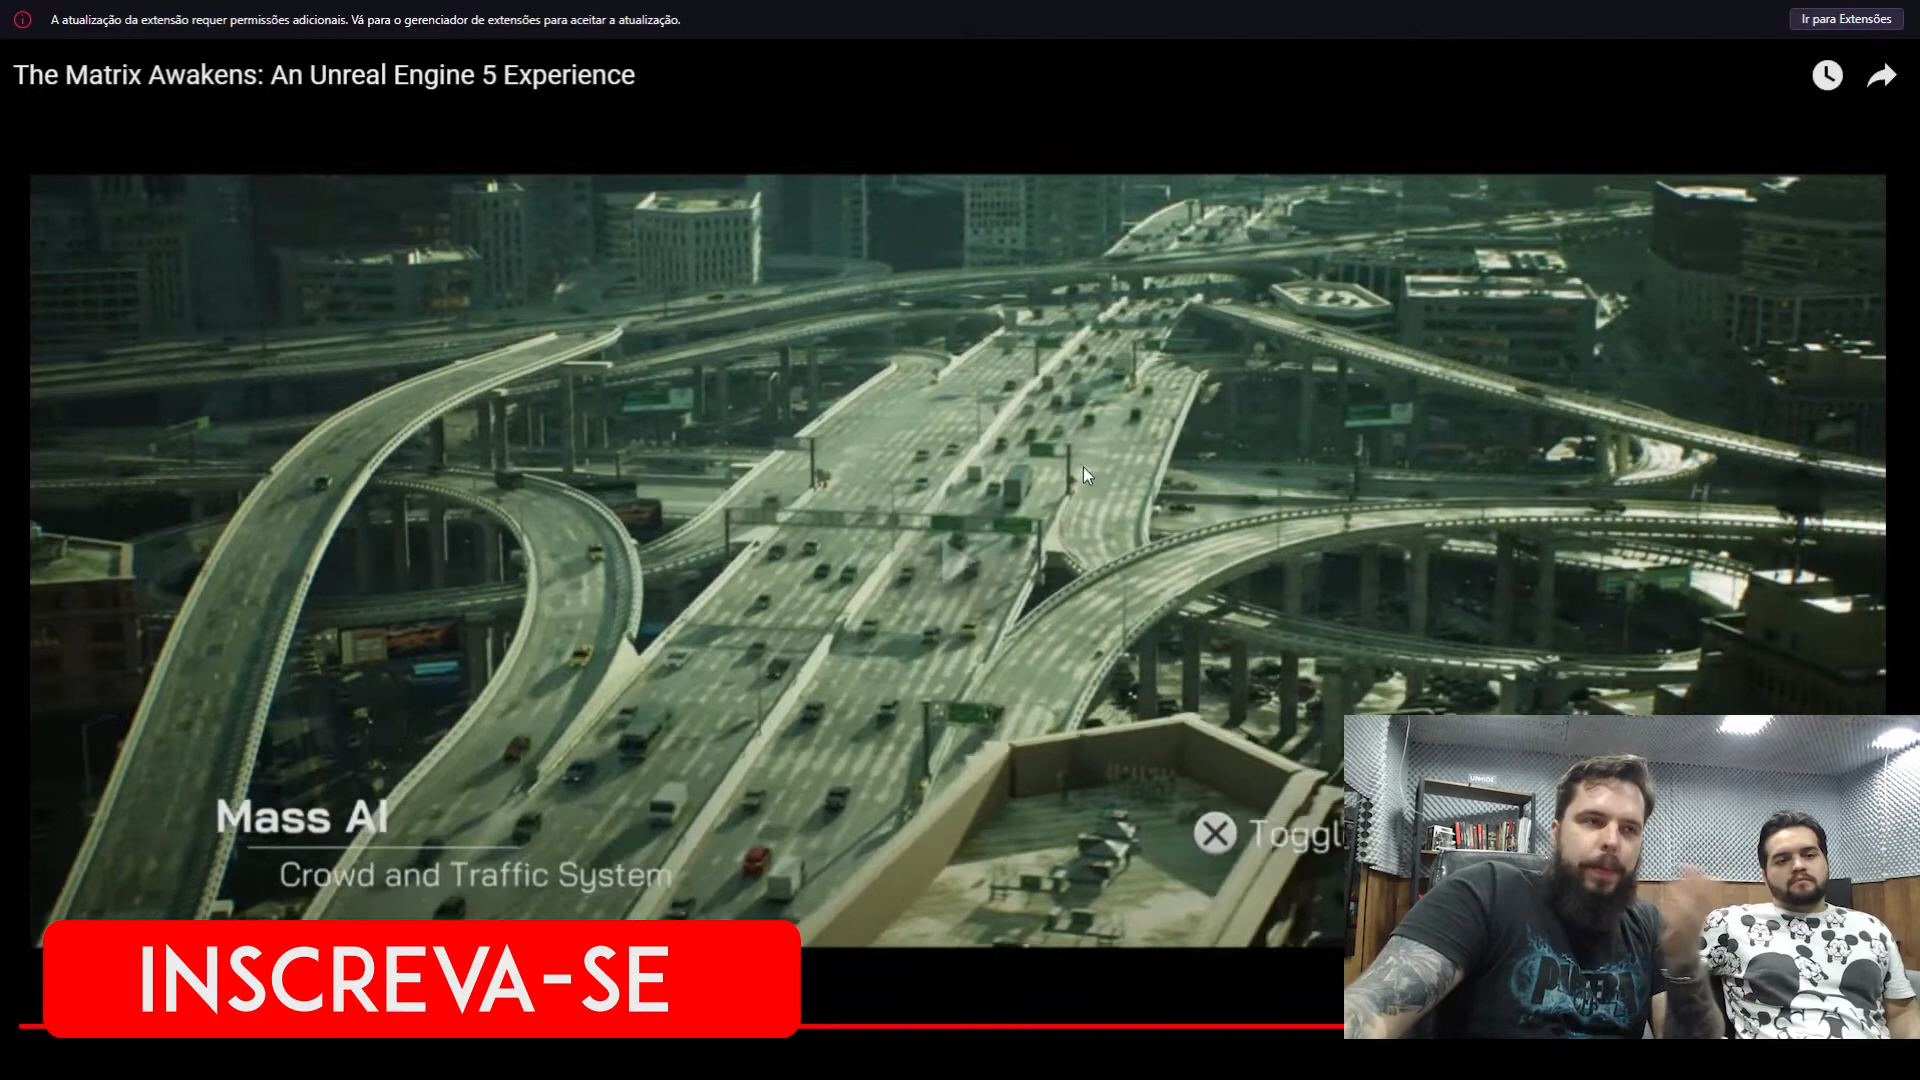 A atualização da extensão requer permissões adicionais. Vá para o gerenciador de extensões para aceitar a atualização.
Ir para Extensões
The Matrix Awakens: An Unreal Engine 5 Experience
Mass AI
Crowd and Traffic System
Toggl
INSCREVA-SE
UNHIDE